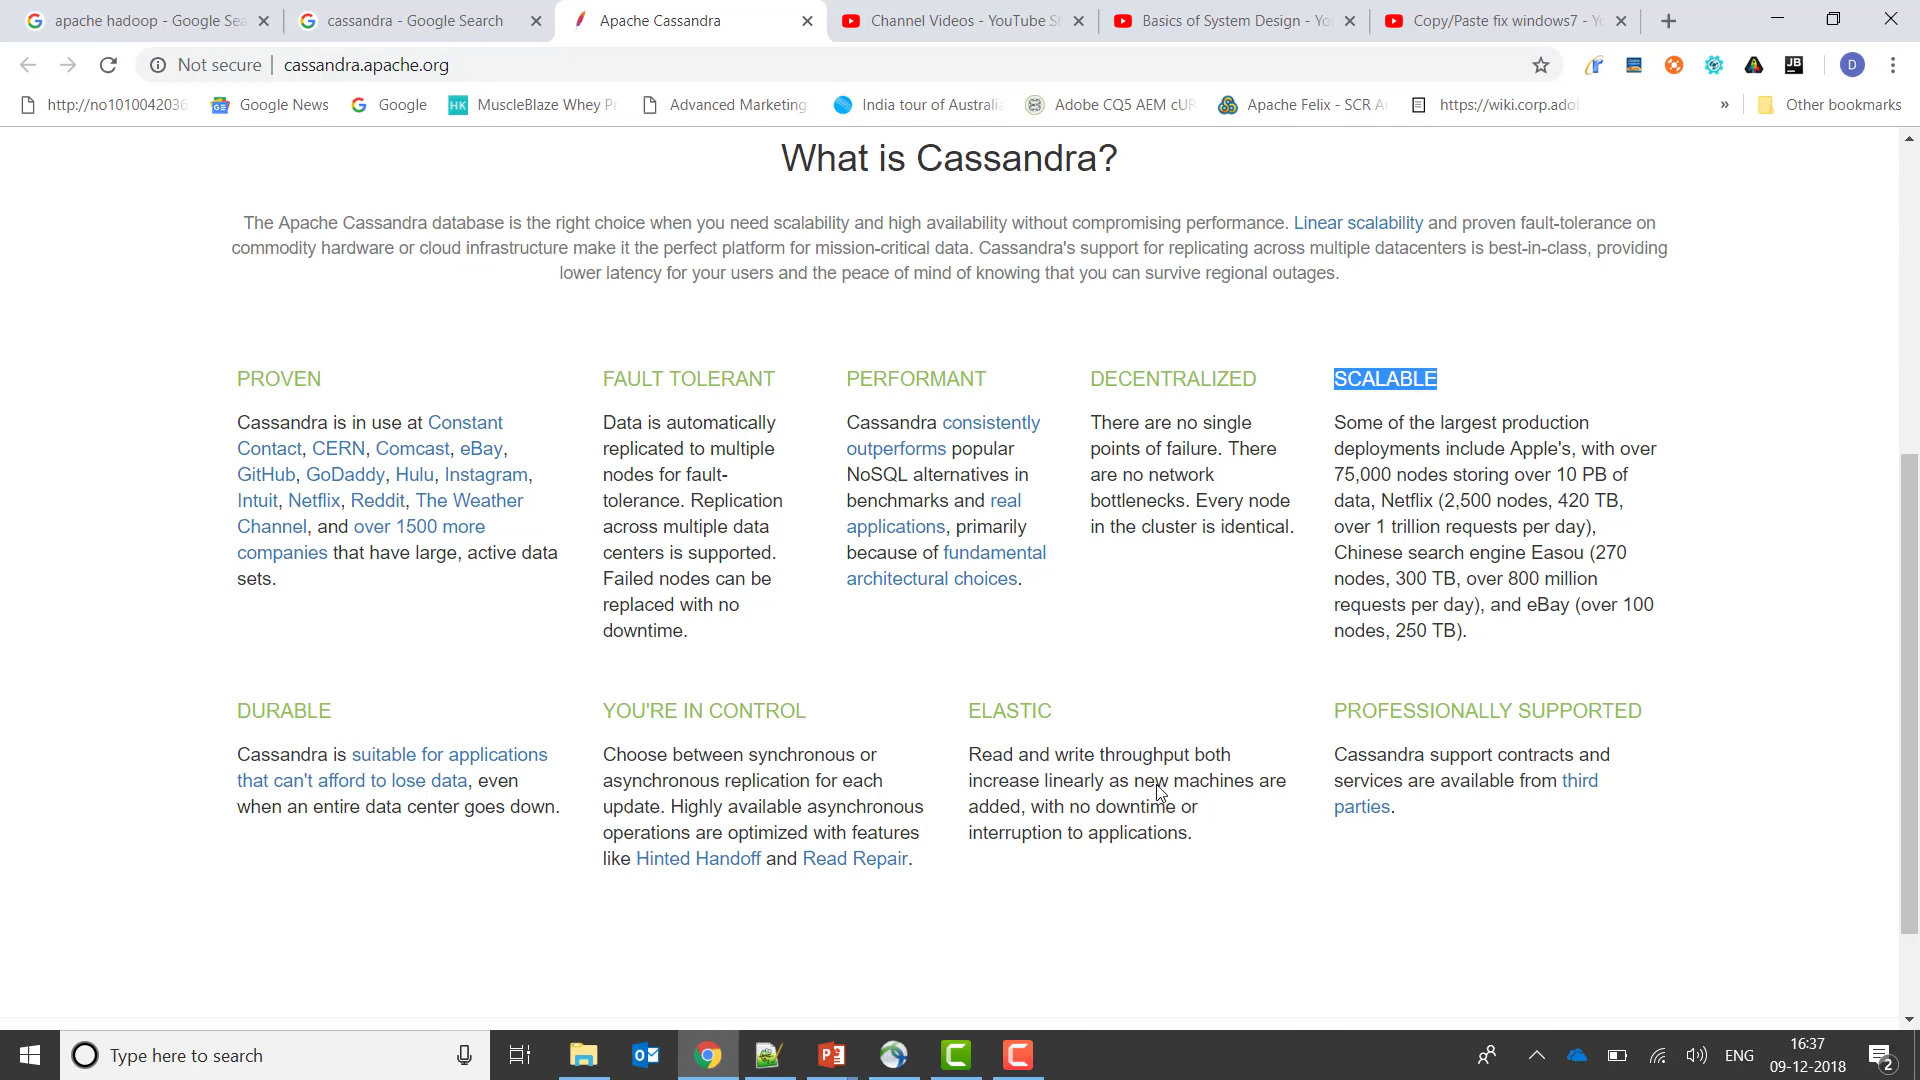 apache hadoop - Google Sea
cassandra - Google Search
Apache Cassandra
Channel Videos - YouTube S
Basics of System Design - Yo
Copy/Paste fix windows7 - Y
Not secure
cassandra.apache.org
D
http://no1010042036
Google News
Google
HK MuscleBlaze Whey P
Advanced Marketing
India tour of Australi
Adobe CQ5 AEM cUR
Apache Felix - SCR A
https://wiki.corp.ado
»
Other bookmarks
What is Cassandra?
The Apache Cassandra database is the right choice when you need scalability and high availability without compromising performance. Linear scalability and proven fault-tolerance on
commodity hardware or cloud infrastructure make it the perfect platform for mission-critical data. Cassandra's support for replicating across multiple datacenters is best-in-class, providing
lower latency for your users and the peace of mind of knowing that you can survive regional outages.
PROVEN
Cassandra is in use at Constant
Contact, CERN, Comcast, eBay,
GitHub, GoDaddy, Hulu, Instagram,
Intuit, Netflix, Reddit, The Weather
Channel, and over 1500 more
companies that have large, active data
sets.
FAULT TOLERANT
Data is automatically
replicated to multiple
nodes for fault-
tolerance. Replication
across multiple data
centers is supported.
Failed nodes can be
replaced with no
downtime.
PERFORMANT
Cassandra consistently
outperforms popular
NoSQL alternatives in
benchmarks and real
applications, primarily
because of fundamental
architectural choices.
DECENTRALIZED
There are no single
points of failure. There
are no network
bottlenecks. Every node
in the cluster is identical.
SCALABLE
Some of the largest production
deployments include Apple's, with over
75,000 nodes storing over 10 PB of
data, Netflix (2,500 nodes, 420 TB,
over 1 trillion requests per day),
Chinese search engine Easou (270
nodes, 300 TB, over 800 million
requests per day), and eBay (over 100
nodes, 250 TB).
DURABLE
Cassandra is suitable for applications
that can't afford to lose data, even
when an entire data center goes down.
YOU'RE IN CONTROL
Choose between synchronous or
asynchronous replication for each
update. Highly available asynchronous
operations are optimized with features
like Hinted Handoff and Read Repair.
ELASTIC
Read and write throughput both
increase linearly as new machines are
added, with no downtime or
interruption to applications.
PROFESSIONALLY SUPPORTED
Cassandra support contracts and
services are available from third
parties.
Type here to search
ENG
16:37
09-12-2018
2